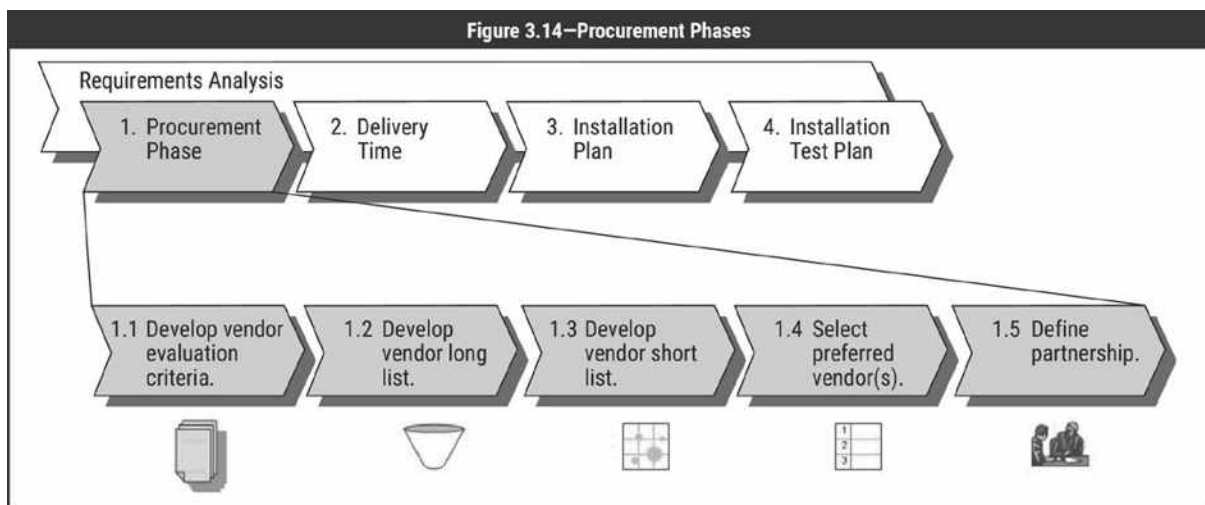 Figure 3.14—Procurement Phases
Requirements Analysis
1. Procurement
Phase
2. Delivery
Time
3. Installation
Plan
4. Installation
Test Plan
1.1 Develop vendor
evaluation
criteria.
1.2 Develop
vendor long
list.
1.3 Develop
vendor short
list.
1.4 Select
preferred
vendor(s).
1.5 Define
partnership.
1
2
3